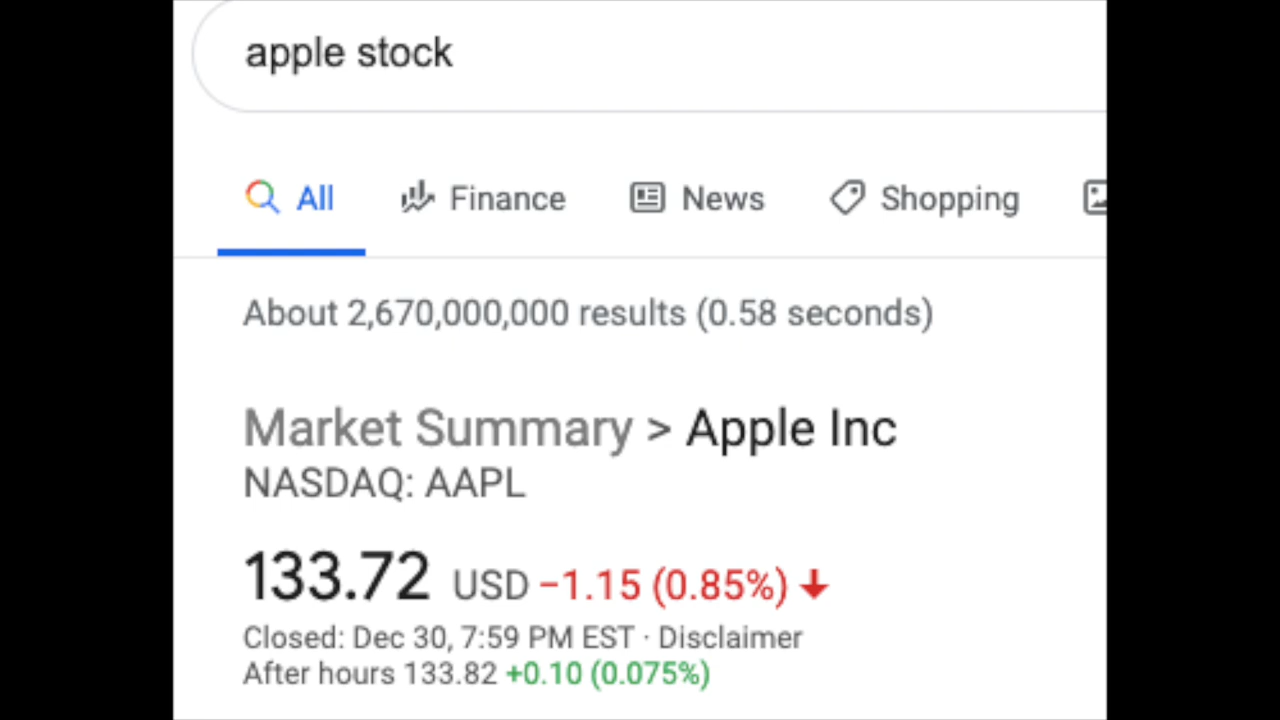 apple stock
All Finance News Shopping
About 2,670,000,000 results (0.58 seconds)
Market Summary > Apple Inc
NASDAQ: AAPL
133.72 USD −1.15 (0.85%)
Closed: Dec 30, 7:59 PM EST · Disclaimer
After hours 133.82 +0.10 (0.075%)